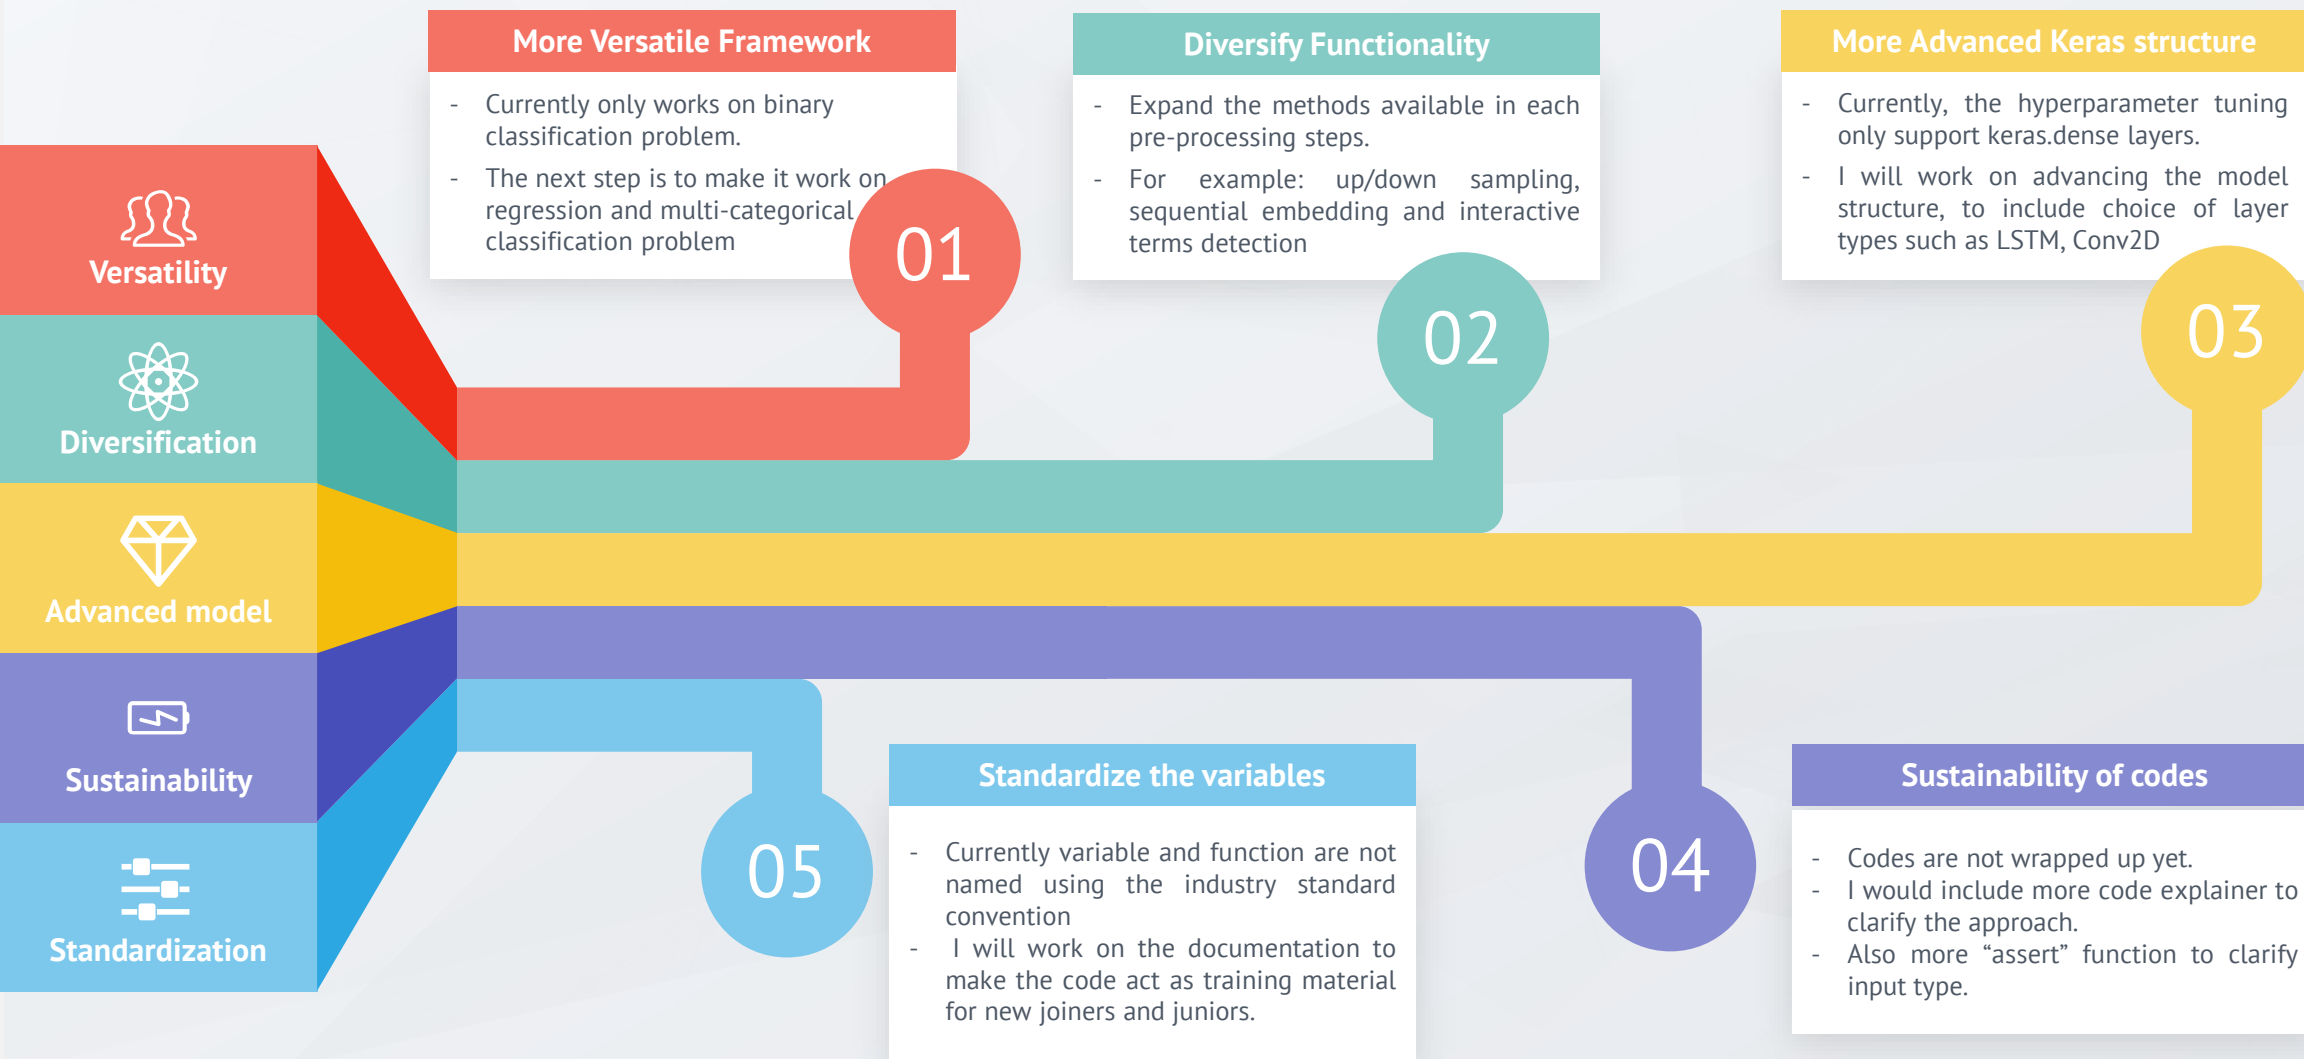 More Versatile Framework
- Currently only works on binary
classification problem.
- The next step is to make it work on
regression and multi-categorical
classification problem
01
Diversify Functionality
- Expand the methods available in each
pre-processing steps.
- For example: up/down sampling,
sequential embedding and interactive
terms detection
02
More Advanced Keras structure
- Currently, the hyperparameter tuning
only support keras.dense layers.
- I will work on advancing the model
structure, to include choice of layer
types such as LSTM, Conv2D
03
Versatility
Diversification
Advanced model
Sustainability
Standardization
05
Standardize the variables
- Currently variable and function are not
named using the industry standard
convention
- I will work on the documentation to
make the code act as training material
for new joiners and juniors.
04
Sustainability of codes
- Codes are not wrapped up yet.
- I would include more code explainer to
clarify the approach.
- Also more “assert” function to clarify
input type.